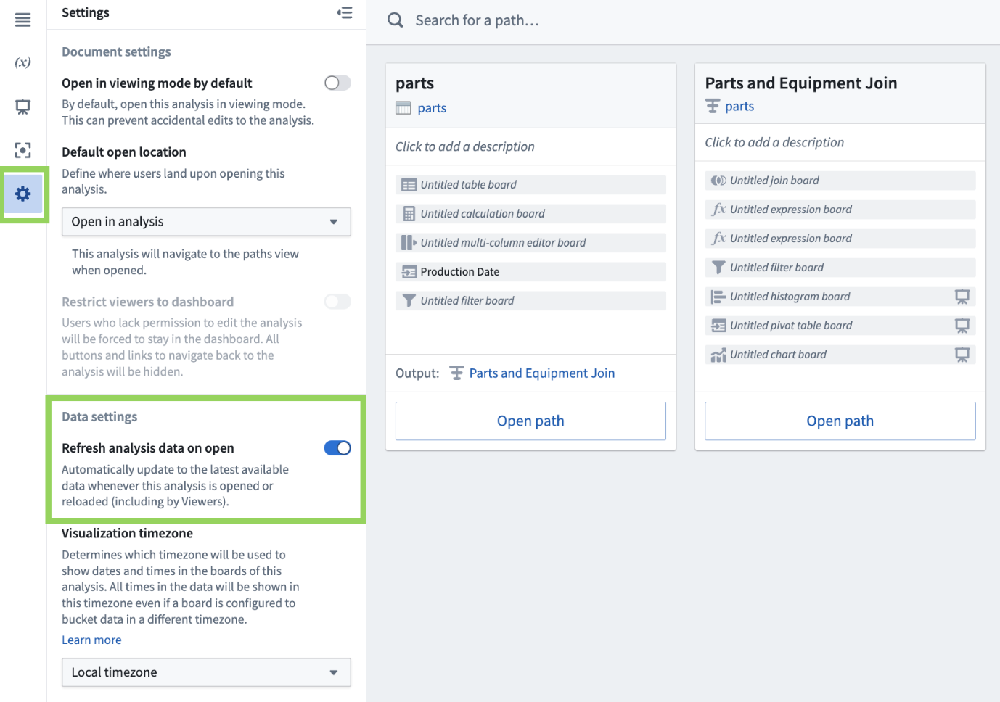 Settings
Document settings
Open in viewing mode by default
By default, open this analysis in viewing mode.
This can prevent accidental edits to the analysis.
Default open location
Define where users land upon opening this
analysis.
Open in analysis
This analysis will navigate to the paths view
when opened.
Restrict viewers to dashboard
Users who lack permission to edit the analysis
will be forced to stay in the dashboard. All
buttons and links to navigate back to the
analysis will be hidden.
Data settings
Refresh analysis data on open
Automatically update to the latest available
data whenever this analysis is opened or
reloaded (including by Viewers).
Visualization timezone
Determines which timezone will be used to
show dates and times in the boards of this
analysis. All times in the data will be shown in
this timezone even if a board is configured to
bucket data in a different timezone.
Learn more
Local timezone
(x)
Search for a path...
parts
parts
Click to add a description
Untitled table board
Untitled calculation board
Untitled multi-column editor board
Production Date
Untitled filter board
Output: Parts and Equipment Join
Open path
Parts and Equipment Join
parts
Click to add a description
Untitled join board
fx Untitled expression board
fx Untitled expression board
Untitled filter board
Untitled histogram board
Untitled pivot table board
Untitled chart board
Open path